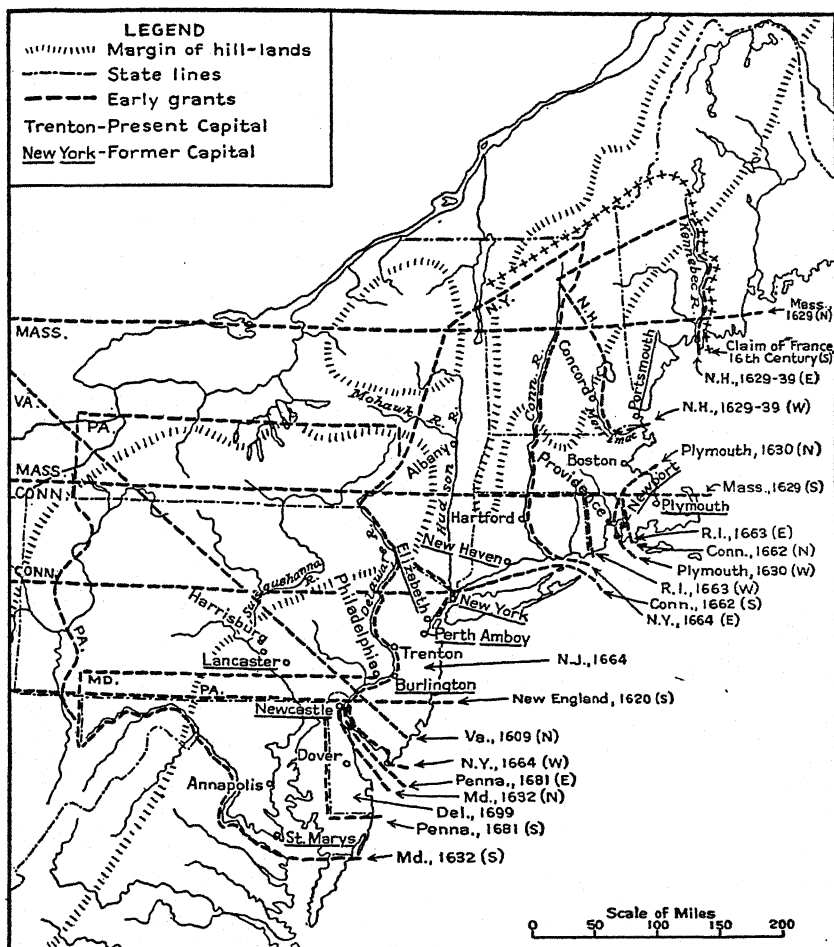 LEGEND
Margin of hill-lands
State lines
Early grants
Trenton-Present Capital
New York-Former Capital
N.Y.
N.H.
Kennebec R.
MASS.
Mass., 1629 (N)
Claim of France 16th Century (S)
N.H., 1629-39 (E)
VA.
Conn. R.
Concord
Portsmouth
N.H., 1629-39 (W)
Mohawk R.
PA.
Merrimac
Albany
Hudson R.
Boston
Plymouth, 1630 (N)
MASS.
CONN.
Providence
Newport
Plymouth
Mass., 1629 (S)
Hartford
R.I., 1663 (E)
New Haven
Conn., 1662 (N)
Plymouth, 1630 (W)
CONN.
Susquehanna R.
Delaware R.
Elizabeth
New York
R.I., 1663 (W)
Conn., 1662 (S)
N.Y., 1664 (E)
Harrisburg
Philadelphia
PA.
Perth Amboy
Trenton
Lancaster
N.J., 1664
MD.
PA.
Burlington
Newcastle
New England, 1620 (S)
Va., 1609 (N)
Dover
N.Y., 1664 (W)
Penna., 1681 (E)
Annapolis
Md., 1632 (N)
Del., 1699
Penna., 1681 (S)
St. Marys
Md., 1632 (S)
Scale of Miles
0 50 100 150 200